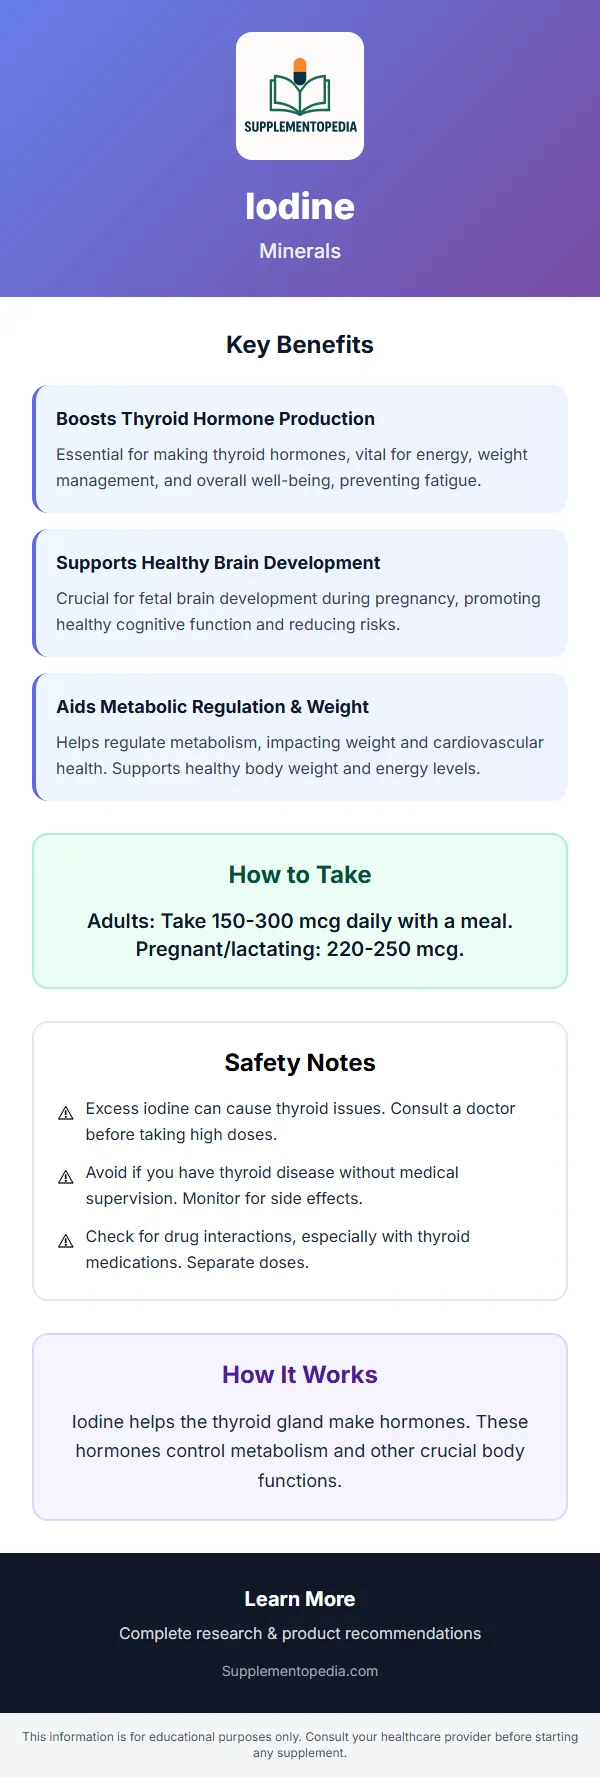 SUPPLEMENTOPEDIA
Iodine
Minerals
Key Benefits
Boosts Thyroid Hormone Production
Essential for making thyroid hormones, vital for energy, weight
management, and overall well-being, preventing fatigue.
Supports Healthy Brain Development
Crucial for fetal brain development during pregnancy, promoting
healthy cognitive function and reducing risks.
Aids Metabolic Regulation & Weight
Helps regulate metabolism, impacting weight and cardiovascular
health. Supports healthy body weight and energy levels.
How to Take
Adults: Take 150-300 mcg daily with a meal.
Pregnant/lactating: 220-250 mcg.
Safety Notes
Excess iodine can cause thyroid issues. Consult a doctor
before taking high doses.
Avoid if you have thyroid disease without medical
supervision. Monitor for side effects.
Check for drug interactions, especially with thyroid
medications. Separate doses.
How It Works
Iodine helps the thyroid gland make hormones. These
hormones control metabolism and other crucial body
functions.
Learn More
Complete research & product recommendations
Supplementopedia.com
This information is for educational purposes only. Consult your healthcare provider before starting
any supplement.